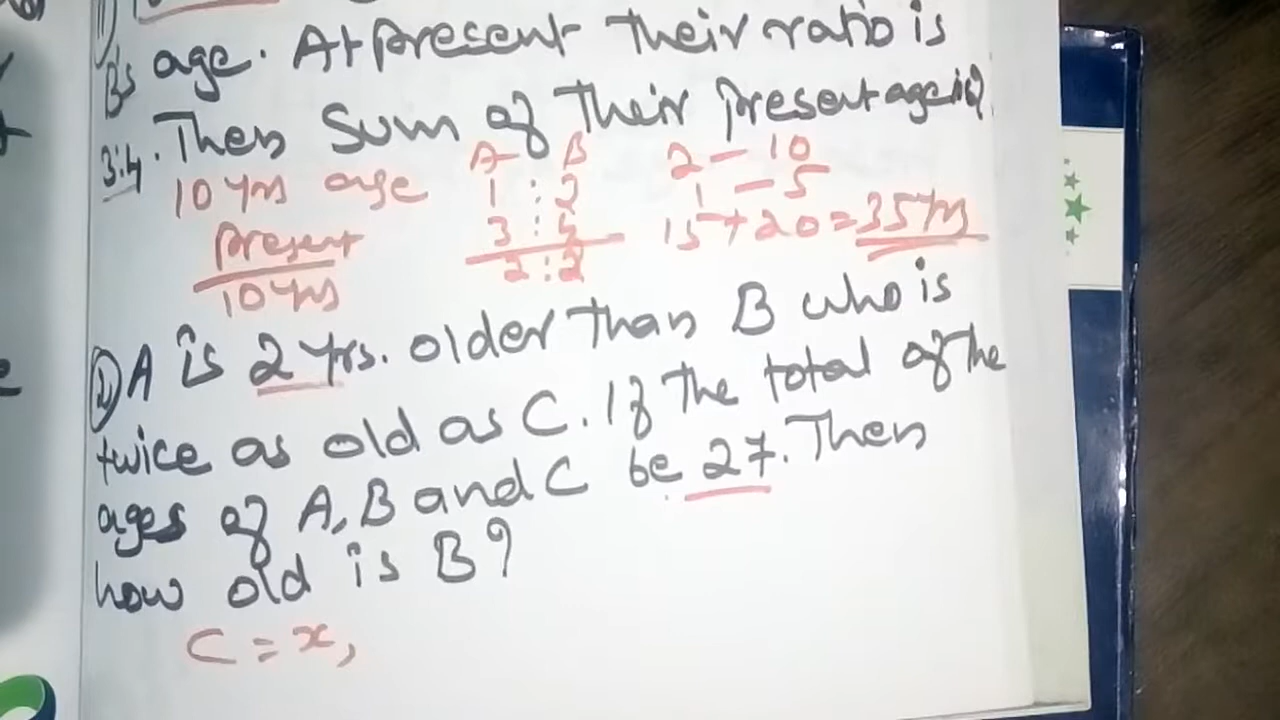 B's age. At present their ratio is
3:4. Then Sum of Their present age is?
10 yrs age A B 2 - 10
1 : 2 1 - 5
present 3 : 4 15 + 20 = 35 yrs
10 yrs 2 : 2
2) A is 2 yrs. older than B who is
twice as old as C. If the total of the
ages of A, B and C be 27. Then
how old is B?
C = x,